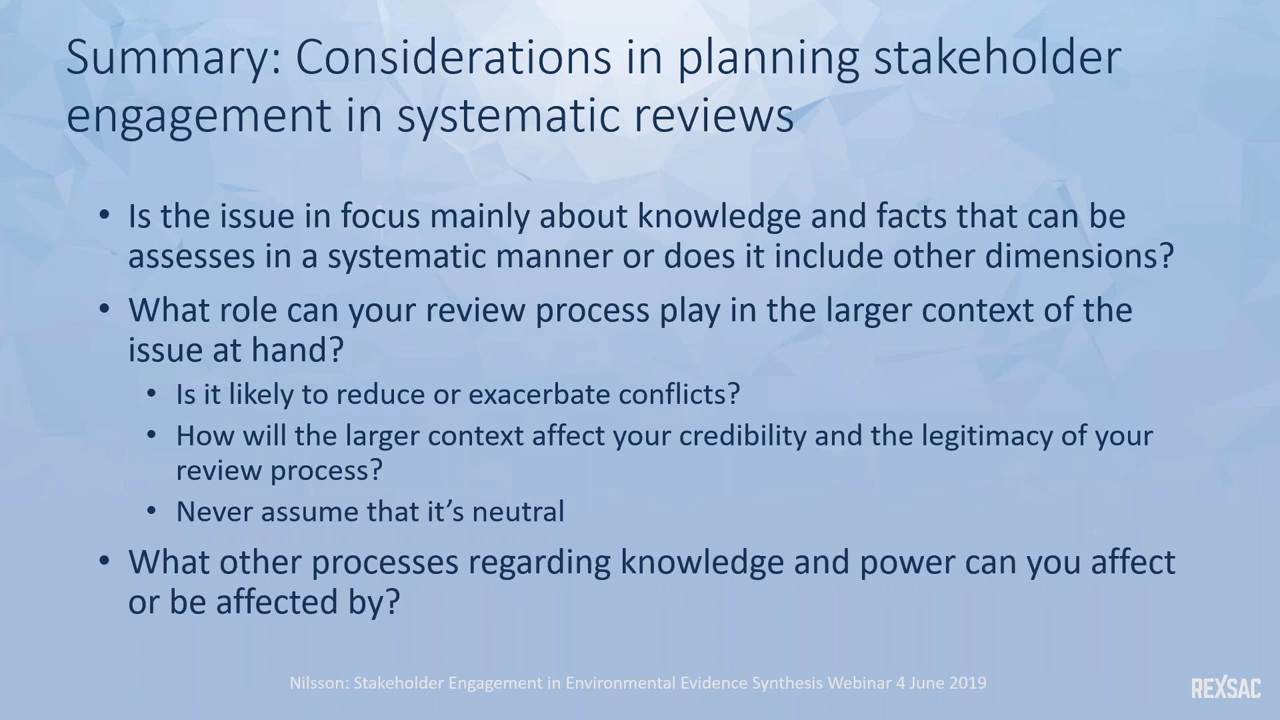 Summary: Considerations in planning stakeholder
engagement in systematic reviews
• Is the issue in focus mainly about knowledge and facts that can be
assesses in a systematic manner or does it include other dimensions?
• What role can your review process play in the larger context of the
issue at hand?
• Is it likely to reduce or exacerbate conflicts?
• How will the larger context affect your credibility and the legitimacy of your
review process?
• Never assume that it’s neutral
• What other processes regarding knowledge and power can you affect
or be affected by?
Nilsson: Stakeholder Engagement in Environmental Evidence Synthesis Webinar 4 June 2019
REXSAC